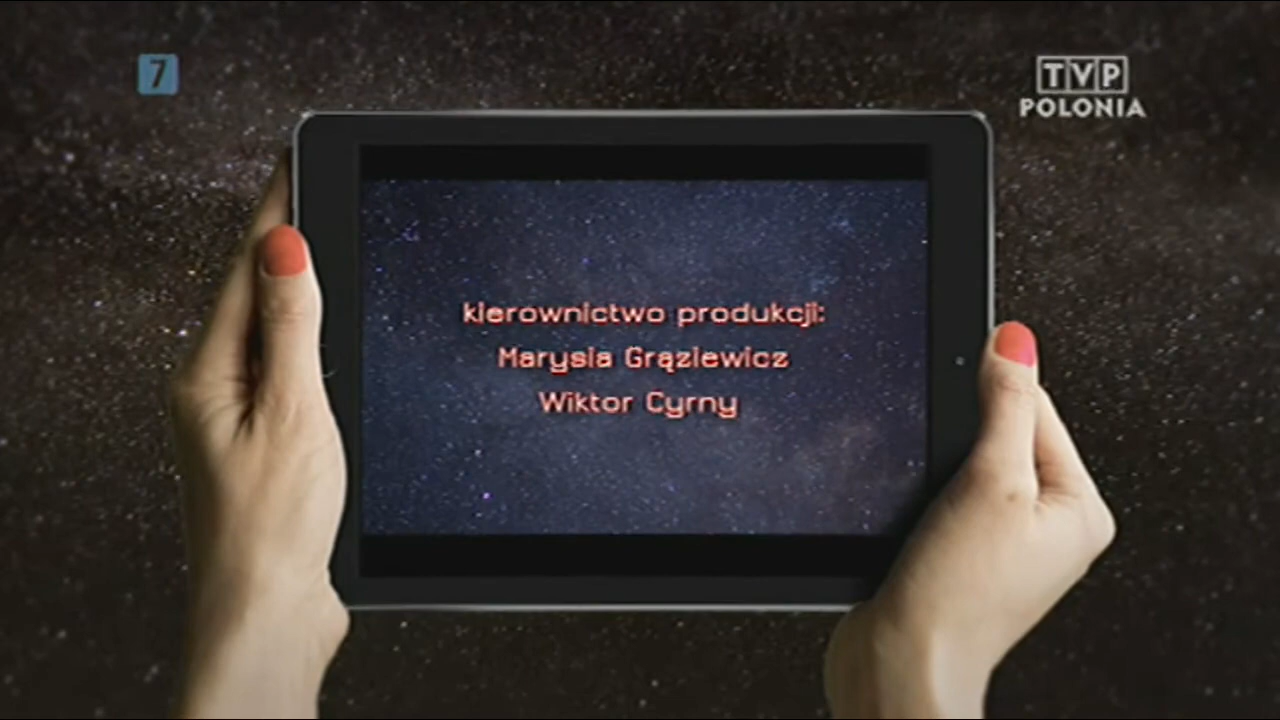 7
TVP
POLONIA
kierownictwo produkcji:
Marysia Grąziewicz
Wiktor Cyrny